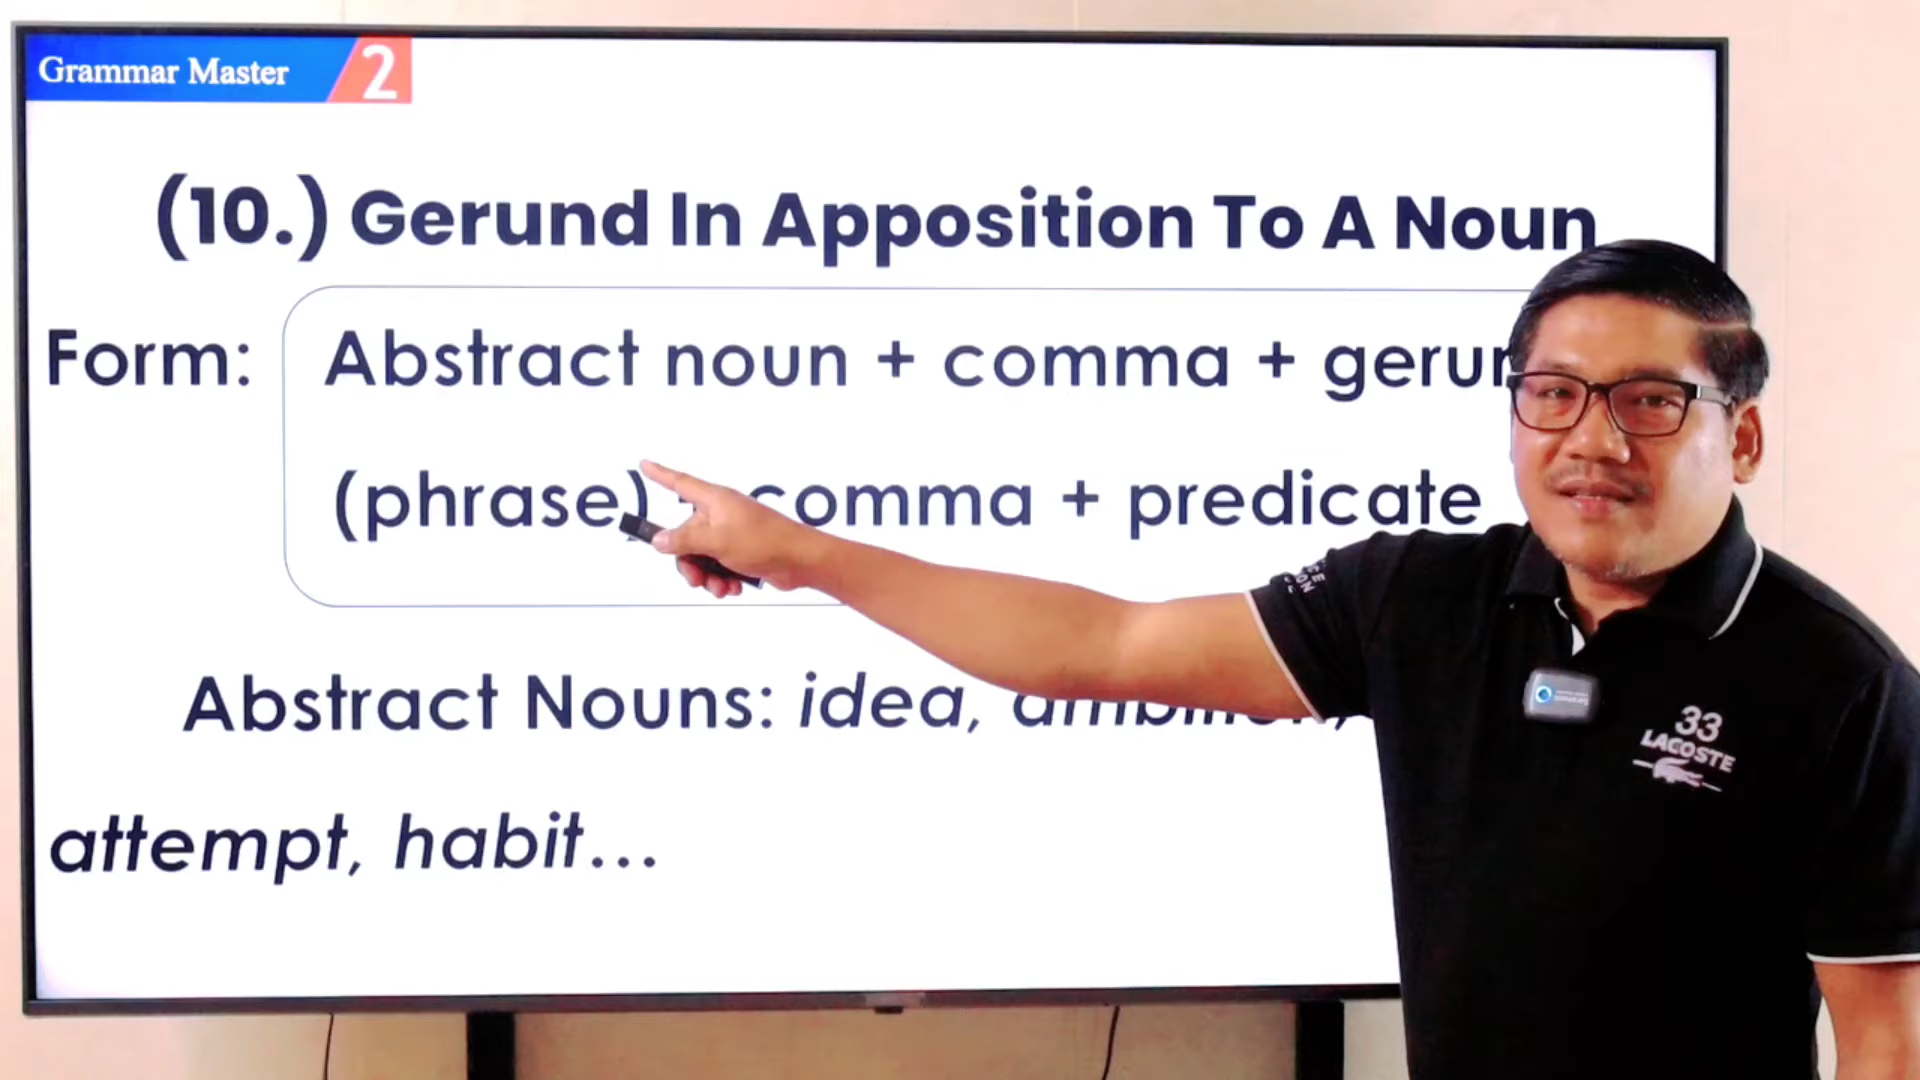 Grammar Master 2
(10.) Gerund In Apposition To A Noun
Form: Abstract noun + comma +
(phrase) + comma + predicate
Abstract Nouns: idea, ambition,
attempt, habit...
33
LACOSTE